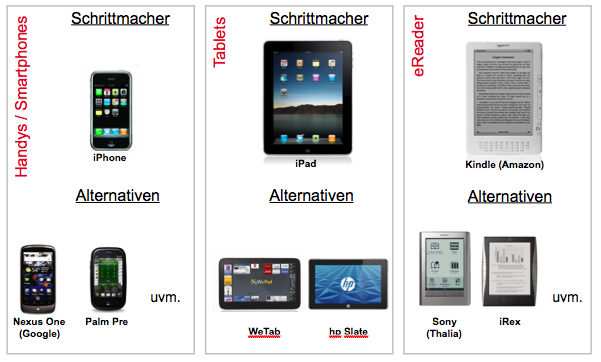 Handys / Smartphones
Schrittmacher
iPhone
Alternativen
Nexus One
(Google)
Palm Pre
uvm.
Tablets
Schrittmacher
iPad
Alternativen
WeTab
hp Slate
eReader
Schrittmacher
Kindle (Amazon)
Alternativen
Sony
(Thalia)
iRex
uvm.